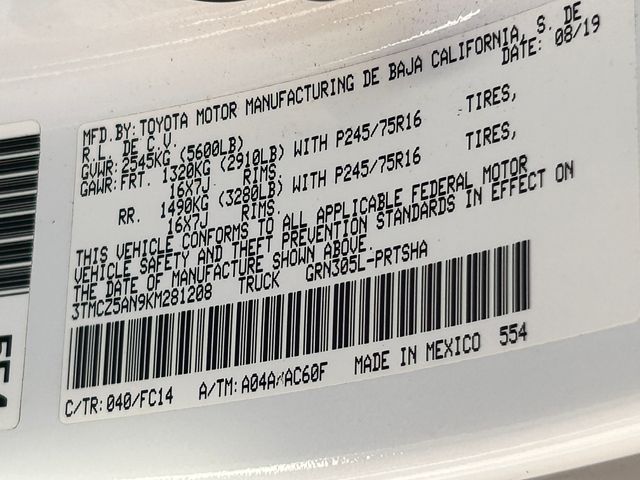 MFD.BY:TOYOTA MOTOR MANUFACTURING DE BAJA CALIFORNIA, S. DE
R.L. DE C.V. DATE: 08/19
GVWR: 2545KG (5600LB)
GAWR:FRT. 1320KG (2910LB) WITH P245/75R16 TIRES,
16X7J RIMS.
RR. 1490KG (3280LB) WITH P245/75R16 TIRES,
16X7J RIMS.
THIS VEHICLE CONFORMS TO ALL APPLICABLE FEDERAL MOTOR
VEHICLE SAFETY AND THEFT PREVENTION STANDARDS IN EFFECT ON
THE DATE OF MANUFACTURE SHOWN ABOVE.
3TMCZ5AN9KM281208 TRUCK GRN305L-PRTSHA
C/TR:040/FC14 A/TM:A04A/AC60F MADE IN MEXICO 554